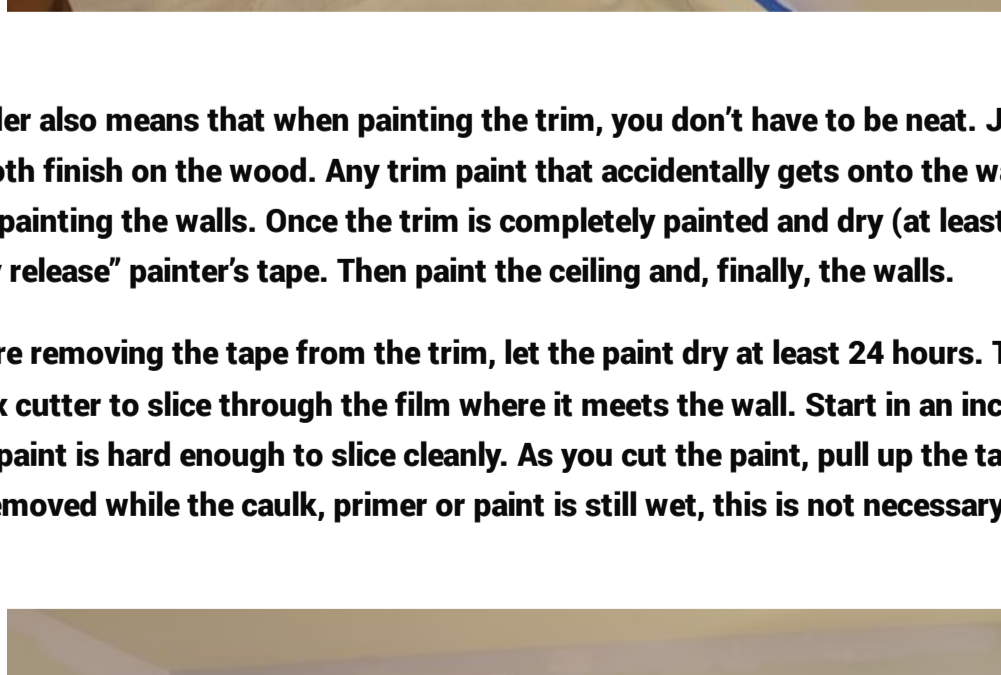 ler also means that when painting the trim, you don’t have to be neat. J
oth finish on the wood. Any trim paint that accidentally gets onto the wa
painting the walls. Once the trim is completely painted and dry (at least
release” painter’s tape. Then paint the ceiling and, finally, the walls.
re removing the tape from the trim, let the paint dry at least 24 hours. T
x cutter to slice through the film where it meets the wall. Start in an inc
paint is hard enough to slice cleanly. As you cut the paint, pull up the ta
emoved while the caulk, primer or paint is still wet, this is not necessary